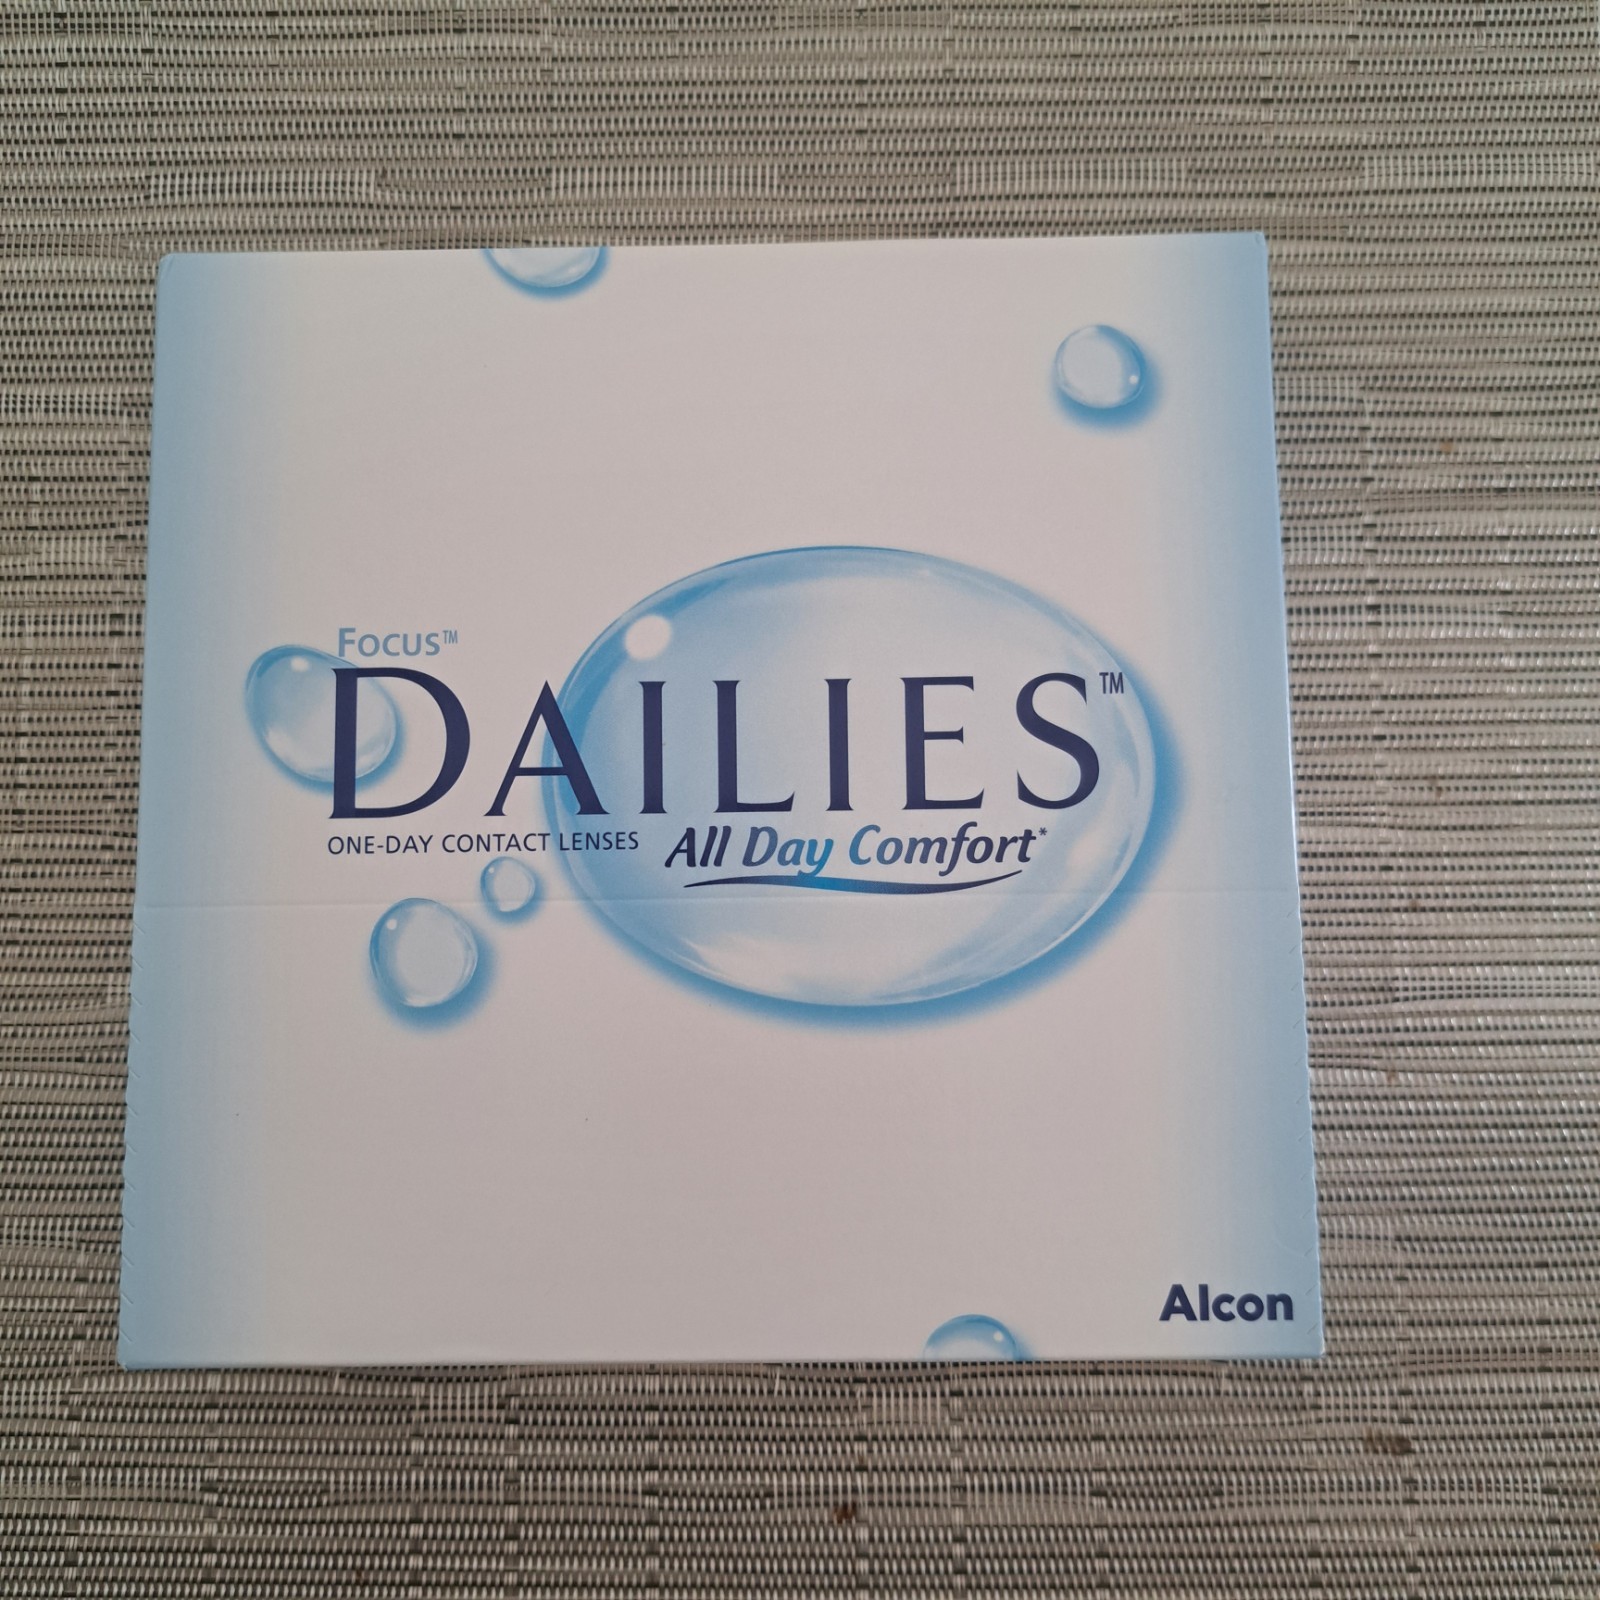 Focus™
DAILIES™
ONE-DAY CONTACT LENSES
All Day Comfort*
Alcon